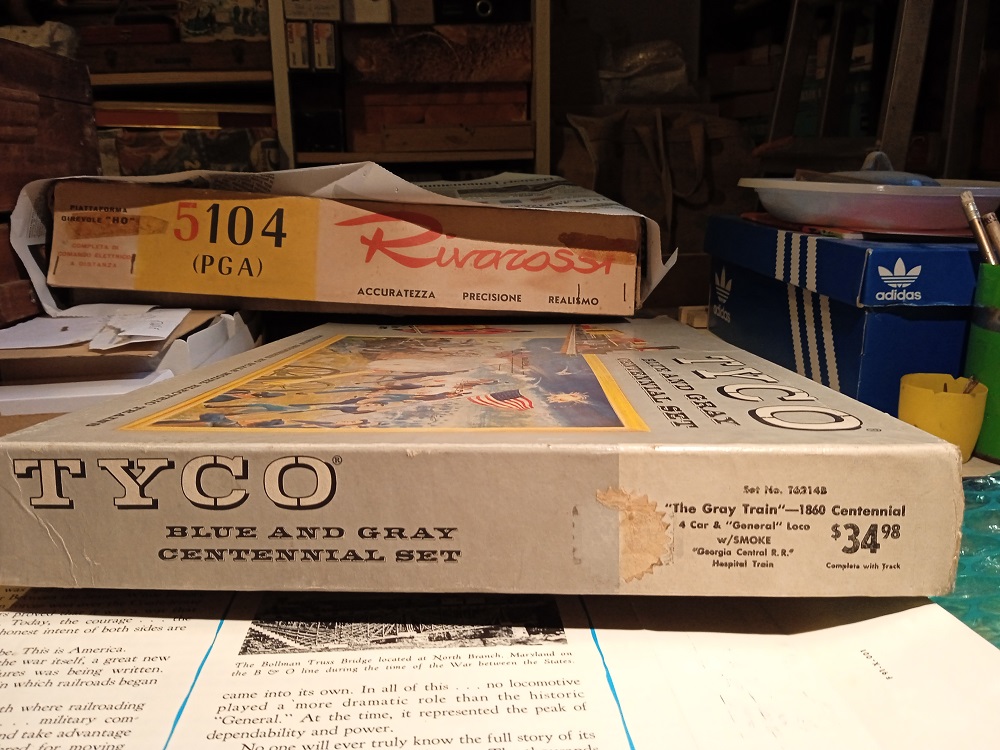 PIATTAFORMA
GIREVOLE "HO"
COMPLETA DI
COMANDO ELETTRICO
A DISTANZA
5104
(PGA)
Rivarossi
ACCURATEZZA PRECISIONE REALISMO
adidas
adidas
TYCO®
BLUE AND GRAY
CENTENNIAL SET
TYCO®
BLUE AND GRAY
CENTENNIAL SET
"The Gray Train"—1860 Centennial
4 Car & "General" Loco
w/SMOKE
"Georgia Central R.R."
Hospital Train
$34.98
Complete with Track
Today, the courage . . . the
honest intent of both sides are
be. This is America.
the war itself, a great new
was being written.
in which railroads began
where railroading
. . . military com-
take advantage
for moving
The Bollman Truss Bridge located at North Branch, Maryland on
the B & O line during the time of the War between the States.
came into its own. In all of this . . . no locomotive
played a more dramatic role than the historic
"General." At the time, it represented the peak of
dependability and power.
No one will ever truly know the full story of its